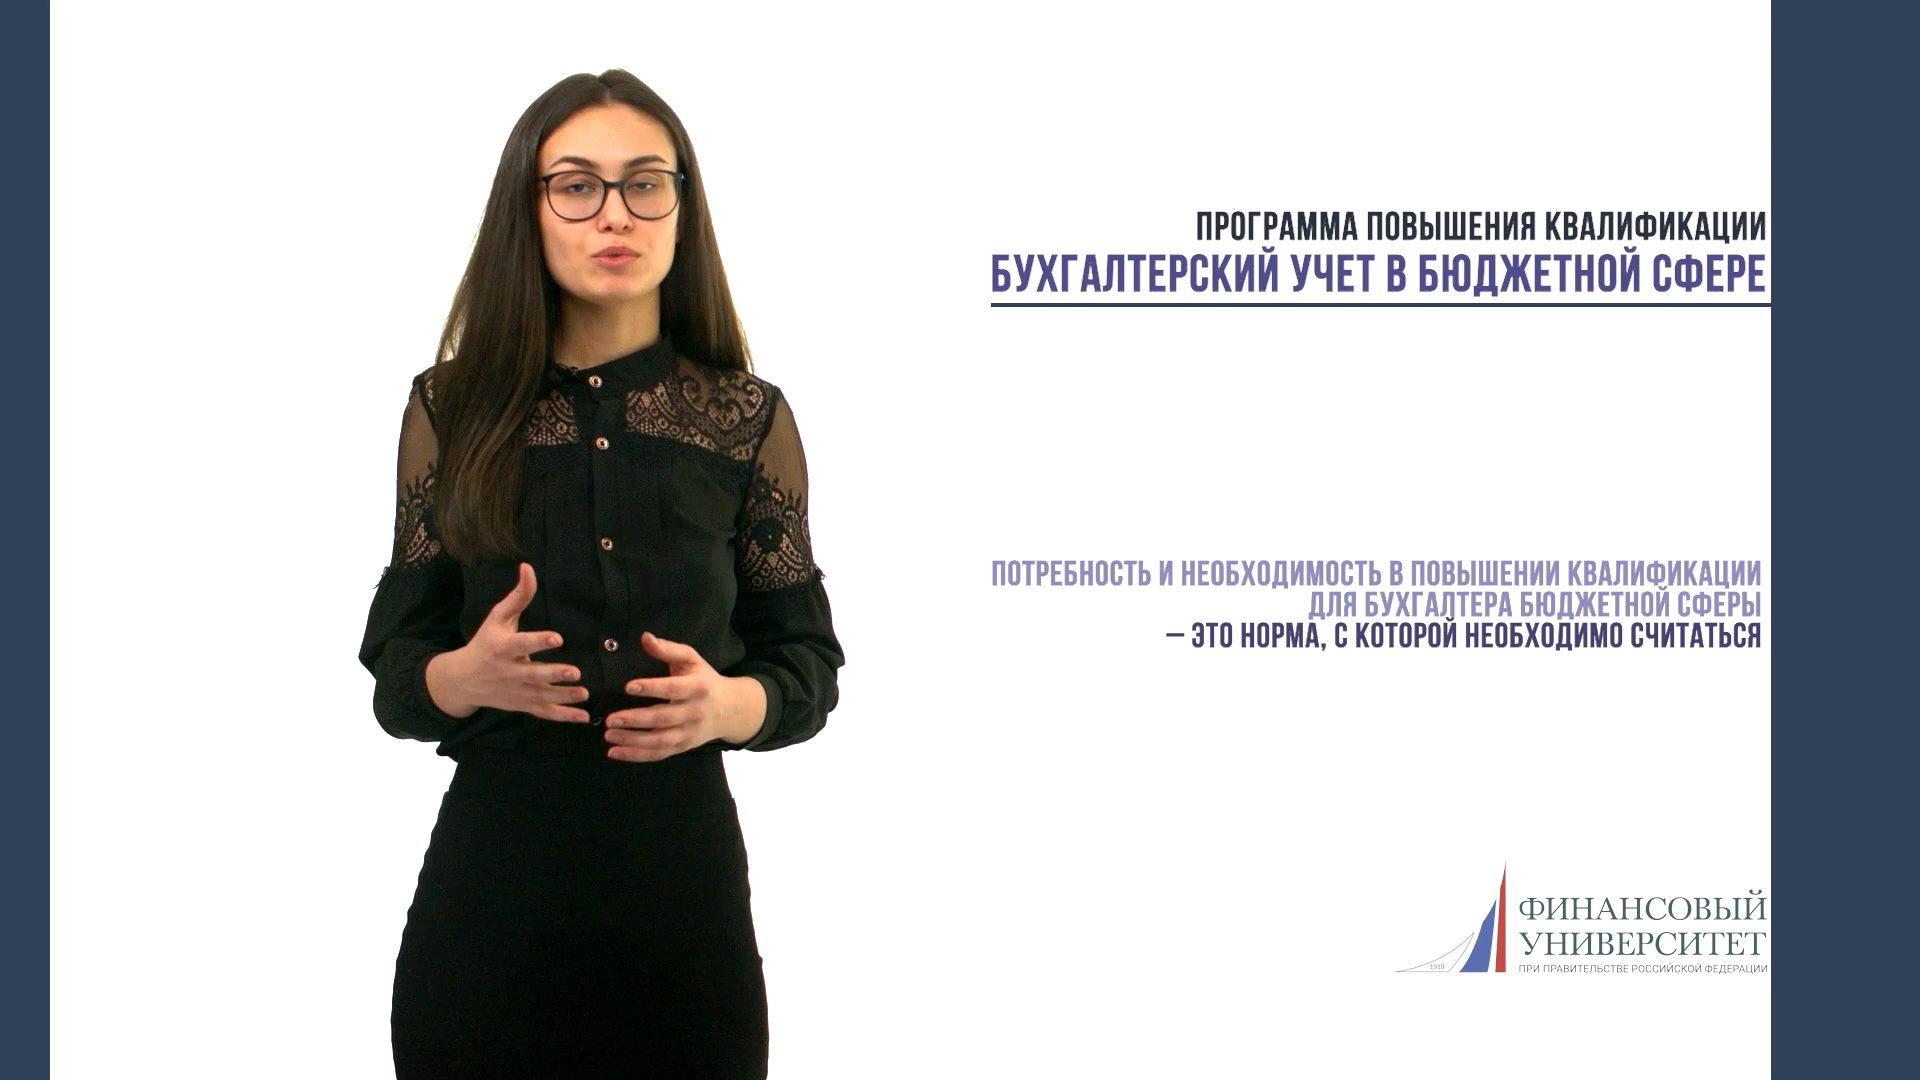 ПРОГРАММА ПОВЫШЕНИЯ КВАЛИФИКАЦИИ
БУХГАЛТЕРСКИЙ УЧЕТ В БЮДЖЕТНОЙ СФЕРЕ
ПОТРЕБНОСТЬ И НЕОБХОДИМОСТЬ В ПОВЫШЕНИИ КВАЛИФИКАЦИИ
ДЛЯ БУХГАЛТЕРА БЮДЖЕТНОЙ СФЕРЫ
– ЭТО НОРМА, С КОТОРОЙ НЕОБХОДИМО СЧИТАТЬСЯ
ФИНАНСОВЫЙ
УНИВЕРСИТЕТ
1919
ПРИ ПРАВИТЕЛЬСТВЕ РОССИЙСКОЙ ФЕДЕРАЦИИ